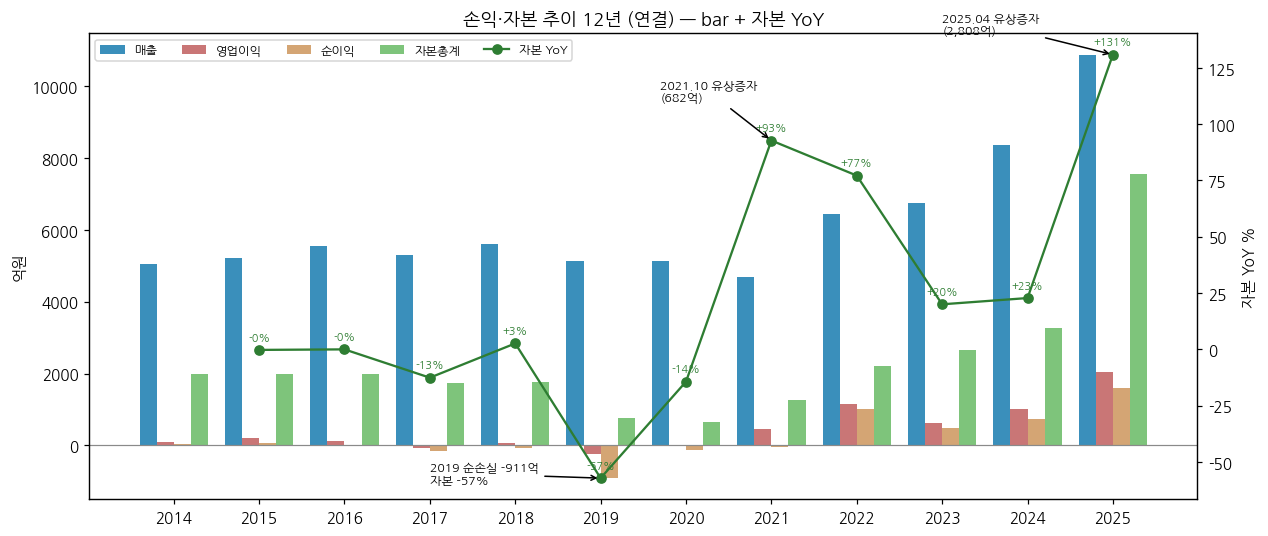 손익·자본 추이 12년 (연결) — bar + 자본 YoY
매출 영업이익 순이익 자본총계 자본 YoY
2025.04 유상증자
(2,808억)
2021.10 유상증자
(682억)
2019 순손실 -911억
자본 -57%
-0%
-0%
-13%
+3%
-57%
-14%
+93%
+77%
+20%
+23%
+131%
억원
10000
8000
6000
4000
2000
0
자본 YoY %
125
100
75
50
25
0
-25
-50
2014 2015 2016 2017 2018 2019 2020 2021 2022 2023 2024 2025